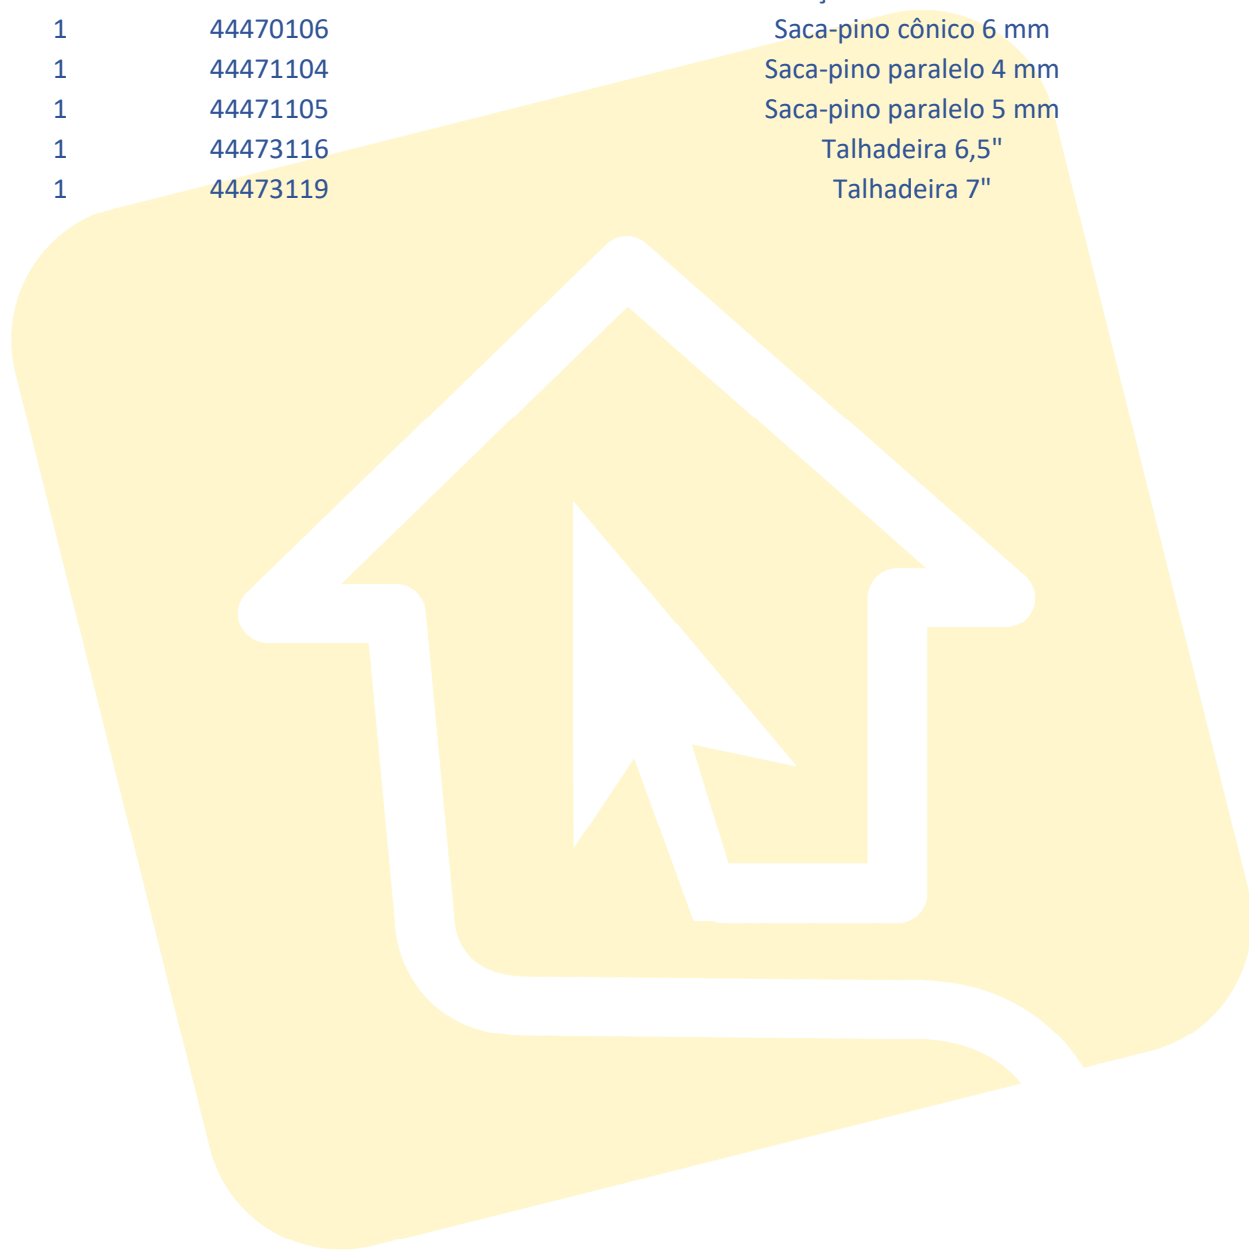 1 44470106 Saca-pino cônico 6 mm
1 44471104 Saca-pino paralelo 4 mm
1 44471105 Saca-pino paralelo 5 mm
1 44473116 Talhadeira 6,5"
1 44473119 Talhadeira 7"